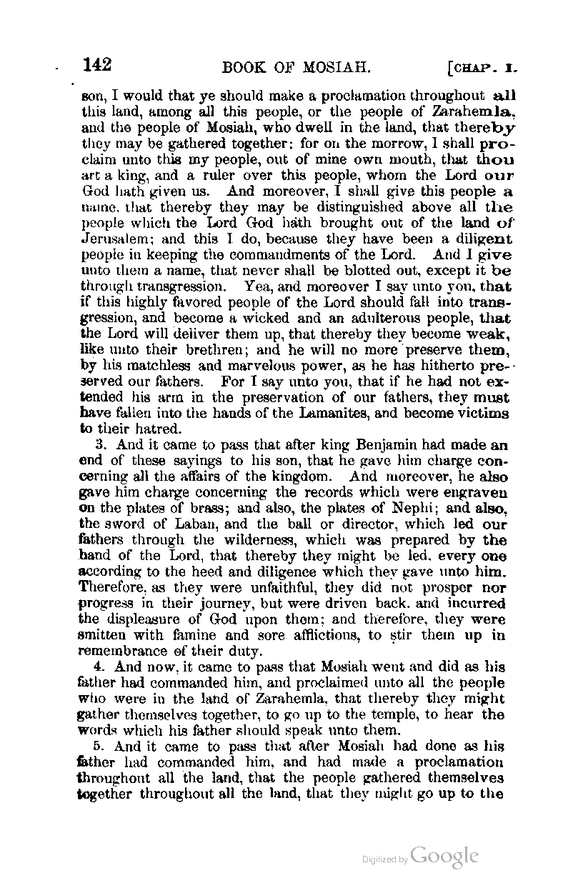 142 BOOK OF MOSIAH. [CHAP. I.
son, I would that ye should make a proclamation throughout all
this land, among all this people, or the people of Zarahemla,
and the people of Mosiah, who dwell in the land, that thereby
they may be gathered together: for on the morrow, I shall pro-
claim unto this my people, out of mine own mouth, that thou
art a king, and a ruler over this people, whom the Lord our
God hath given us. And moreover, I shall give this people a
name, that thereby they may be distinguished above all the
people which the Lord God hath brought out of the land of
Jerusalem; and this I do, because they have been a diligent
people in keeping the commandments of the Lord. And I give
unto them a name, that never shall be blotted out, except it be
through transgression. Yea, and moreover I say unto you, that
if this highly favored people of the Lord should fall into trans-
gression, and become a wicked and an adulterous people, that
the Lord will deliver them up, that thereby they become weak,
like unto their brethren; and he will no more preserve them,
by his matchless and marvelous power, as he has hitherto pre-
served our fathers. For I say unto you, that if he had not ex-
tended his arm in the preservation of our fathers, they must
have fallen into the hands of the Lamanites, and become victims
to their hatred.
3. And it came to pass that after king Benjamin had made an
end of these sayings to his son, that he gave him charge con-
cerning all the affairs of the kingdom. And moreover, he also
gave him charge concerning the records which were engraven
on the plates of brass; and also, the plates of Nephi; and also,
the sword of Laban, and the ball or director, which led our
fathers through the wilderness, which was prepared by the
hand of the Lord, that thereby they might be led, every one
according to the heed and diligence which they gave unto him.
Therefore, as they were unfaithful, they did not prosper nor
progress in their journey, but were driven back, and incurred
the displeasure of God upon them; and therefore, they were
smitten with famine and sore afflictions, to stir them up in
remembrance of their duty.
4. And now, it came to pass that Mosiah went and did as his
father had commanded him, and proclaimed unto all the people
who were in the land of Zarahemla, that thereby they might
gather themselves together, to go up to the temple, to hear the
words which his father should speak unto them.
5. And it came to pass that after Mosiah had done as his
father had commanded him, and had made a proclamation
throughout all the land, that the people gathered themselves
together throughout all the land, that they might go up to the
Digitized by Google